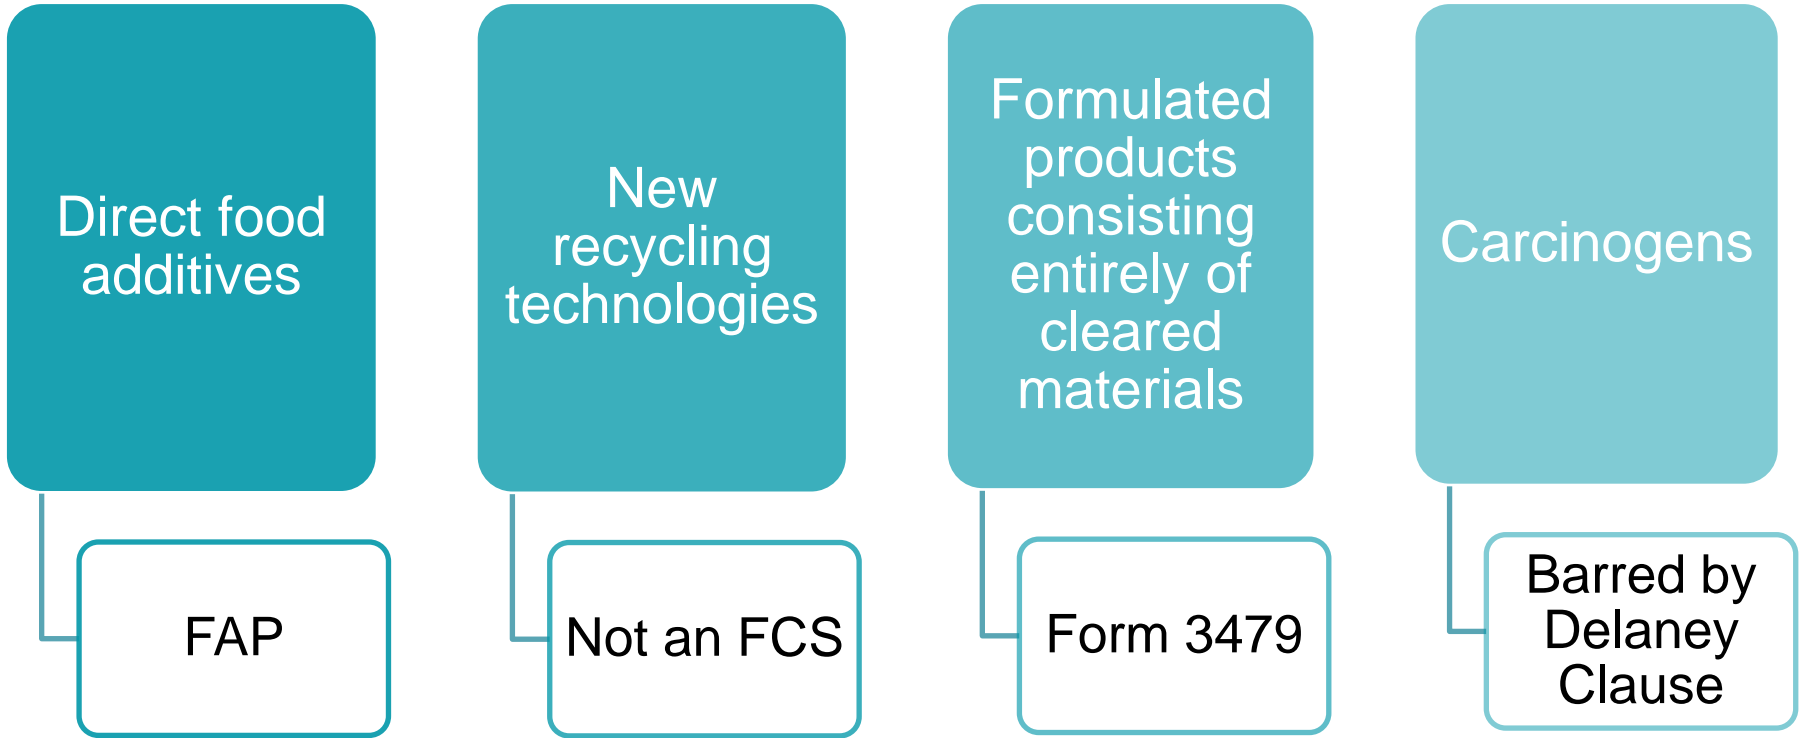 Direct food
additives
FAP
New
recycling
technologies
Not an FCS
Formulated
products
consisting
entirely of
cleared
materials
Form 3479
Carcinogens
Barred by
Delaney
Clause